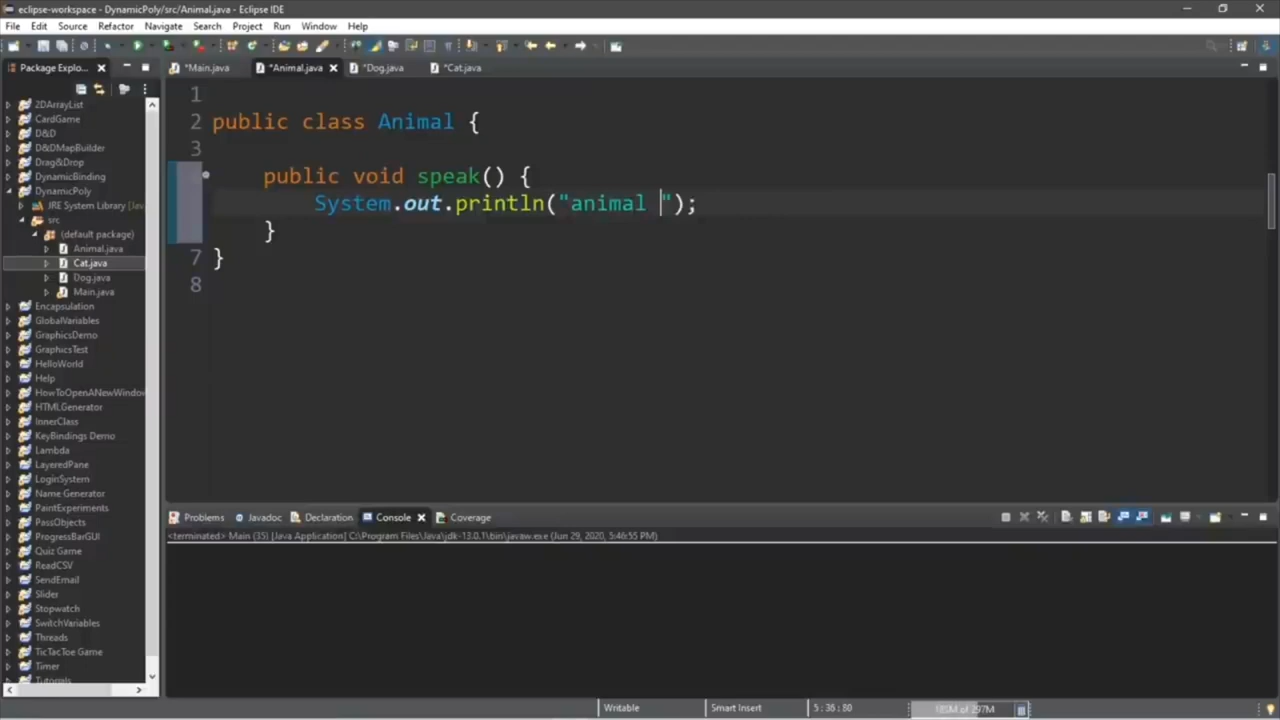 eclipse-workspace - DynamicPoly/src/Animal.java - Eclipse IDE
File Edit Source Refactor Navigate Search Project Run Window Help
Package Explo...
*Main.java *Animal.java *Dog.java *Cat.java
2DArrayList
CardGame
D&D
D&DMapBuilder
Drag&Drop
DynamicBinding
DynamicPoly
JRE System Library [Java
src
(default package)
Animal.java
Cat.java
Dog.java
Main.java
Encapsulation
GlobalVariables
GraphicsDemo
GraphicsTest
HelloWorld
Help
HowToOpenANewWindow
HTMLGenerator
InnerClass
KeyBindings Demo
Lambda
LayeredPane
LoginSystem
Name Generator
PaintExperiments
PassObjects
ProgressBarGUI
Quiz Game
ReadCSV
SendEmail
Slider
Stopwatch
SwitchVariables
Threads
TicTacToe Game
Timer
Tutorials
1
2 public class Animal {
3
public void speak() {
System.out.println("animal ");
}
7 }
8
Problems Javadoc Declaration Console Coverage
<terminated> Main (35) [Java Application] C:\Program Files\Java\jdk-13.0.1\bin\javaw.exe (Jun 29, 2020, 5:46:55 PM)
Writable Smart Insert 5 : 36 : 80